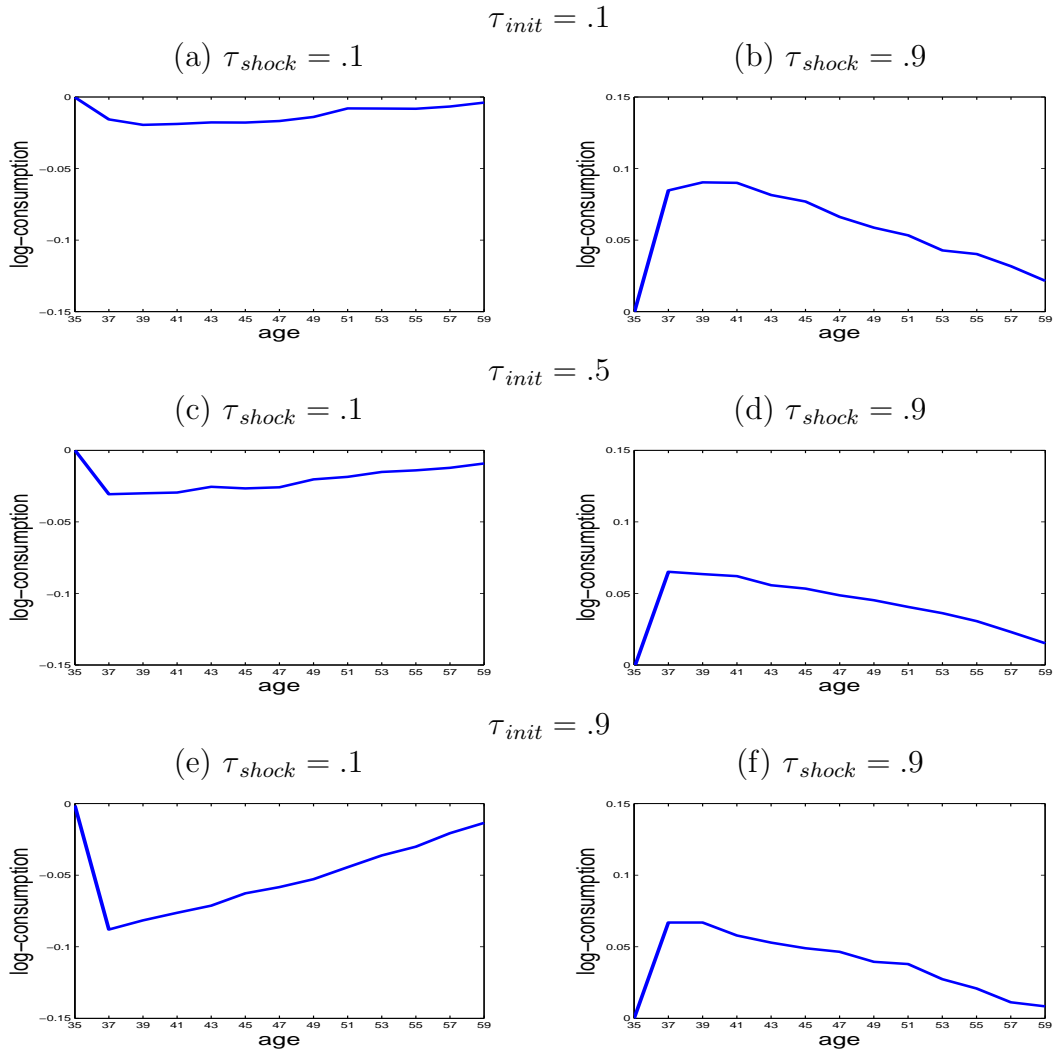 τ_init = .1
(a) τ_shock = .1
(b) τ_shock = .9
log−consumption
0
−0.05
−0.1
−0.15
35 37 39 41 43 45 47 49 51 53 55 57 59
age
log−consumption
0.15
0.1
0.05
0
35 37 39 41 43 45 47 49 51 53 55 57 59
age
τ_init = .5
(c) τ_shock = .1
(d) τ_shock = .9
log−consumption
0
−0.05
−0.1
−0.15
35 37 39 41 43 45 47 49 51 53 55 57 59
age
log−consumption
0.15
0.1
0.05
0
35 37 39 41 43 45 47 49 51 53 55 57 59
age
τ_init = .9
(e) τ_shock = .1
(f) τ_shock = .9
log−consumption
0
−0.05
−0.1
−0.15
35 37 39 41 43 45 47 49 51 53 55 57 59
age
log−consumption
0.15
0.1
0.05
0
35 37 39 41 43 45 47 49 51 53 55 57 59
age